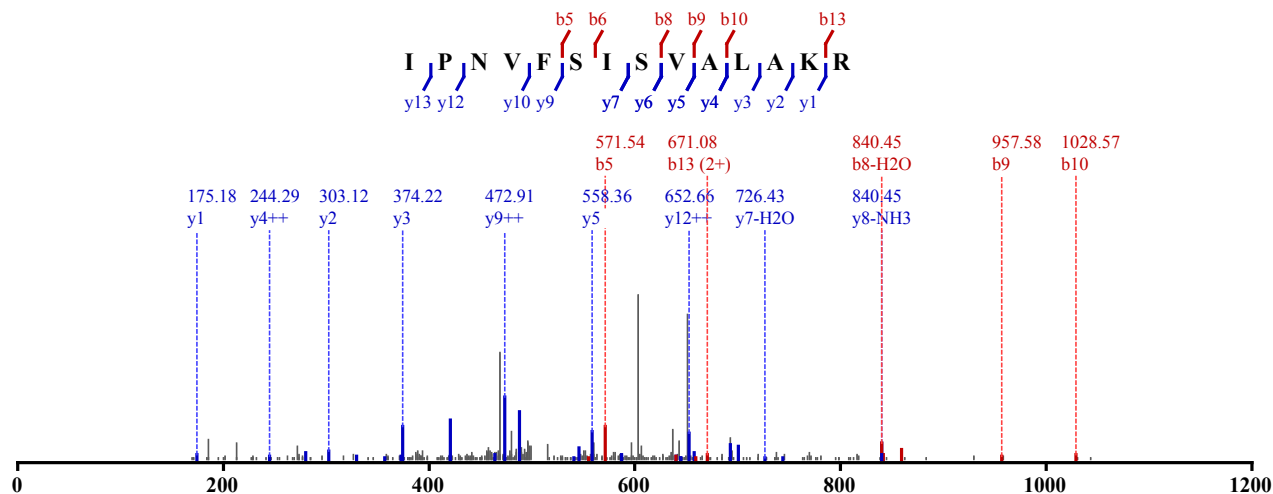 b5 b6 b8 b9 b10 b13
I P N V F S I S V A L A K R
y13 y12 y10 y9 y7 y6 y5 y4 y3 y2 y1
571.54 671.08 840.45 957.58 1028.57
b5 b13 (2+) b8-H2O b9 b10
175.18 244.29 303.12 374.22 472.91 558.36 652.66 726.43 840.45
y1 y4++ y2 y3 y9++ y5 y12++ y7-H2O y8-NH3
0 200 400 600 800 1000 1200